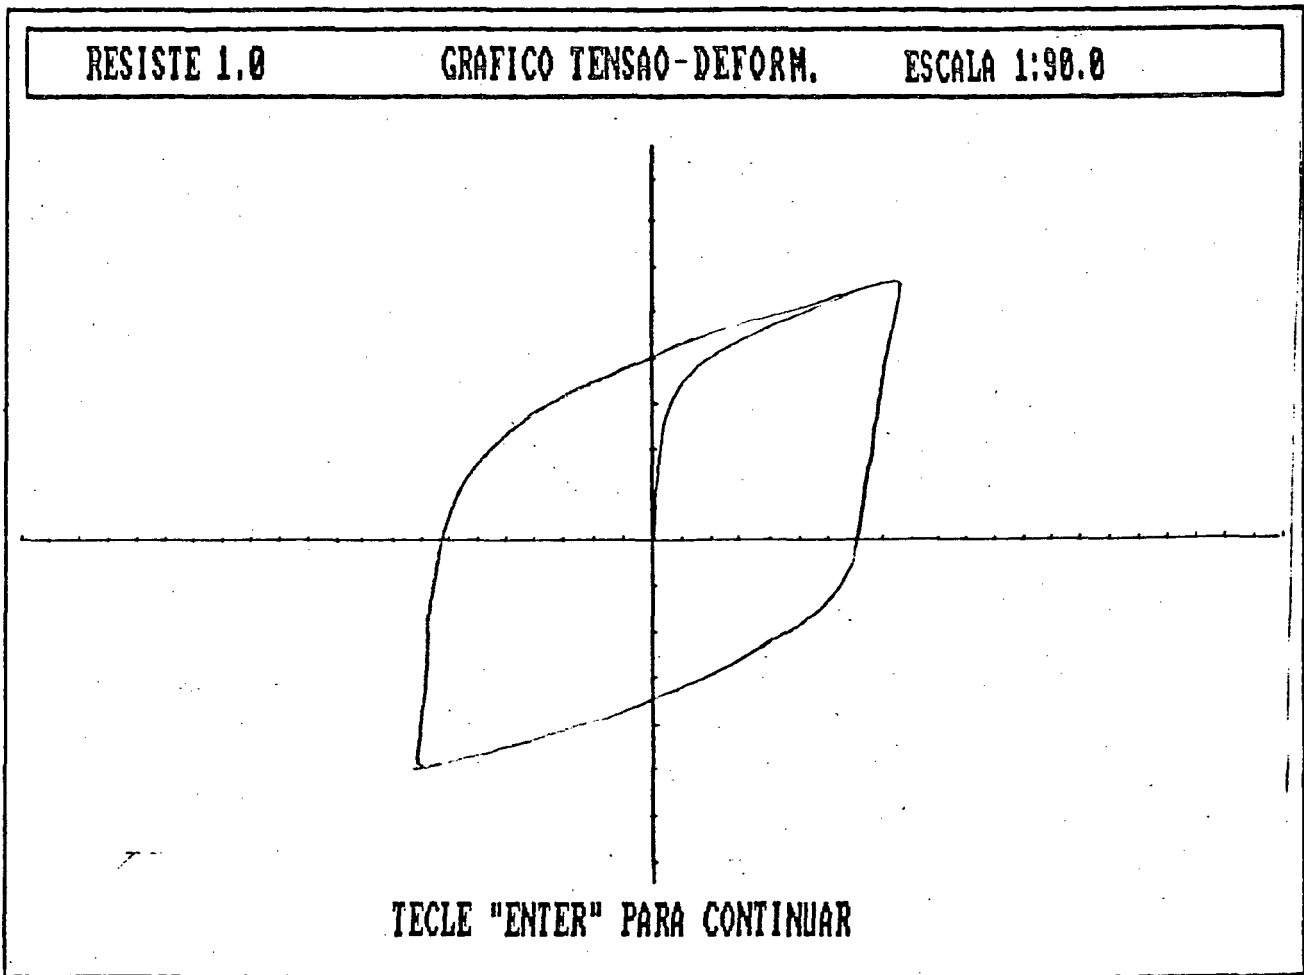 RESISTE 1.0 GRAFICO TENSAO-DEFORM. ESCALA 1:90.0
TECLE "ENTER" PARA CONTINUAR